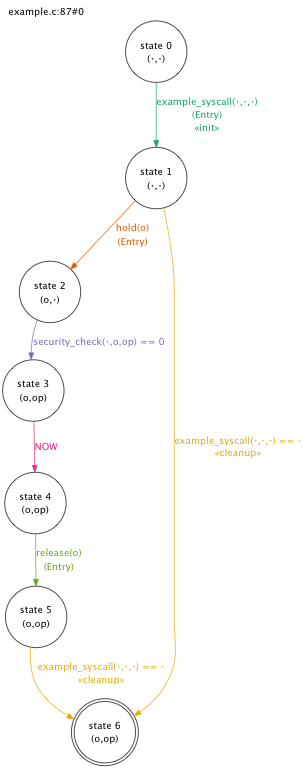 example.c:87#0
state 0
(·,·)
example_syscall(·,·,·)
(Entry)
«init»
state 1
(·,·)
hold(o)
(Entry)
state 2
(o,·)
security_check(·,o,op) == 0
state 3
(o,op)
example_syscall(·,·,·) == ·
«cleanup»
NOW
state 4
(o,op)
release(o)
(Entry)
state 5
(o,op)
example_syscall(·,·,·) == ·
«cleanup»
state 6
(o,op)